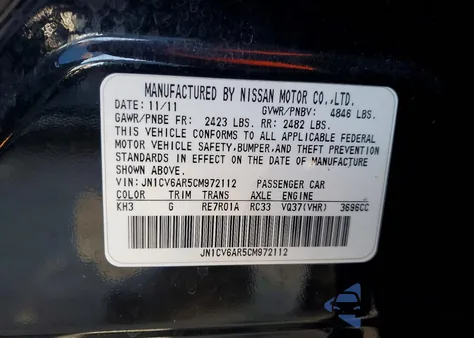 MANUFACTURED BY NISSAN MOTOR CO.,LTD.
DATE: 11/11 GVWR/PNBV: 4846 LBS.
GAWR/PNBE FR: 2423 LBS. RR: 2482 LBS.
THIS VEHICLE CONFORMS TO ALL APPLICABLE FEDERAL
MOTOR VEHICLE SAFETY,BUMPER,AND THEFT PREVENTION
STANDARDS IN EFFECT ON THE DATE OF MANUFACTURE
SHOWN ABOVE.
VIN: JN1CV6AR5CM972112 PASSENGER CAR
COLOR TRIM TRANS AXLE ENGINE
KH3 G RE7R01A RC33 VQ37(VHR) 3696CC
JN1CV6AR5CM972112